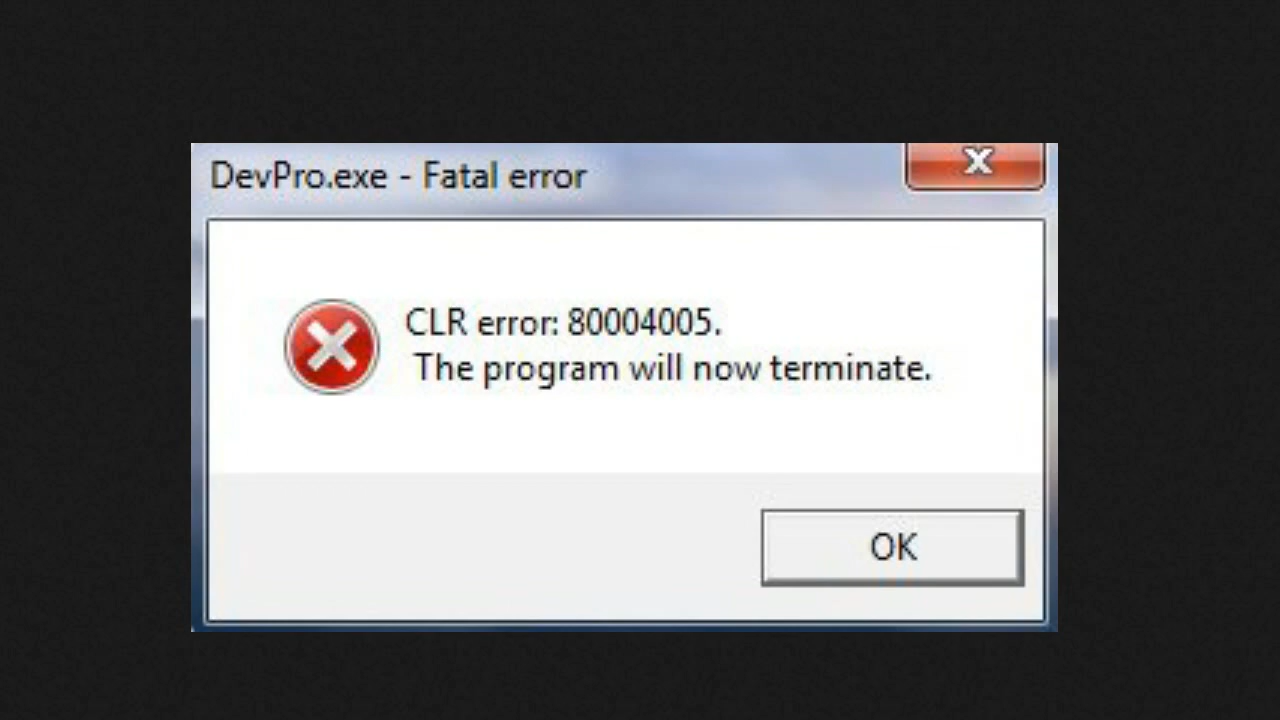 DevPro.exe - Fatal error
CLR error: 80004005.
The program will now terminate.
OK